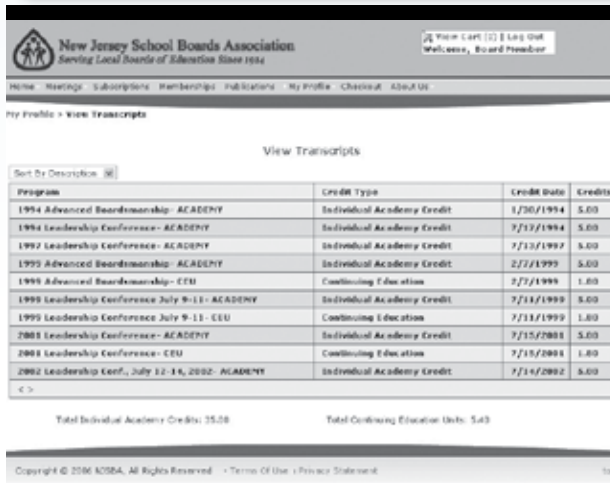 New Jersey School Boards Association
Serving Local Boards of Education Since 1914
View Cart (0) | Log Out
Welcome, Board Member
Home Meetings Subscriptions Memberships Publications My Profile Checkout About Us
My Profile > View Transcripts
View Transcripts
Sort By Description
Program Credit Type Credit Date Credits
1994 Advanced Boardsmanship- ACADEMY Individual Academy Credit 1/30/1994 5.00
1994 Leadership Conference- ACADEMY Individual Academy Credit 7/17/1994 5.00
1997 Leadership Conference- ACADEMY Individual Academy Credit 7/13/1997 5.00
1999 Advanced Boardsmanship- ACADEMY Individual Academy Credit 2/7/1999 5.00
1999 Advanced Boardsmanship- CEU Continuing Education 2/7/1999 1.80
1999 Leadership Conference July 9-11- ACADEMY Individual Academy Credit 7/11/1999 5.00
1999 Leadership Conference July 9-11- CEU Continuing Education 7/11/1999 1.80
2001 Leadership Conference- ACADEMY Individual Academy Credit 7/15/2001 5.00
2001 Leadership Conference- CEU Continuing Education 7/15/2001 1.80
2002 Leadership Conf., July 12-14, 2002- ACADEMY Individual Academy Credit 7/14/2002 5.00
< >
Total Individual Academy Credits: 35.00 Total Continuing Education Units: 5.40
Copyright © 2006 NJSBA. All Rights Reserved Terms Of Use Privacy Statement